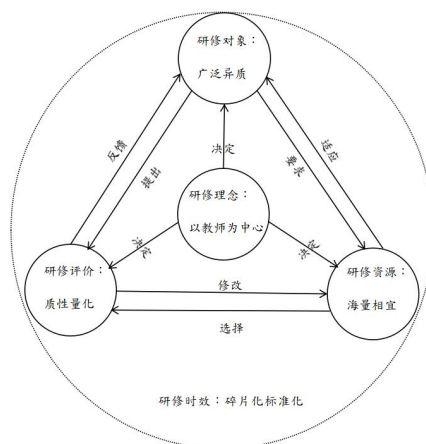 研修对象：
广泛异质
反馈
提出
决定
要求
适应
研修理念：
以教师为中心
决定
决定
研修评价：
质性量化
修改
选择
研修资源：
海量相宜
研修时效：碎片化标准化